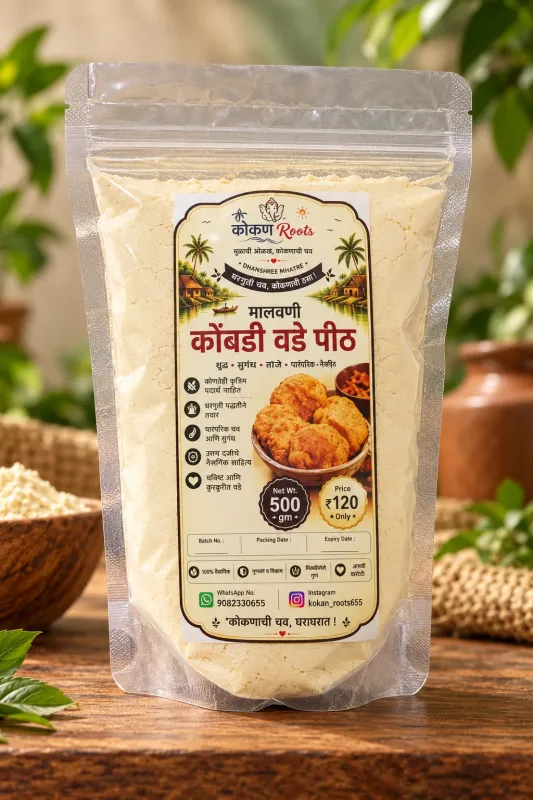 कोकण Roots
मुळाची ओळख, कोकणाची चव
DHANSHREE MHATRE
घरगुती चव, कोकणाची ठसा !
मालवणी
कोंबडी वडे पीठ
शुद्ध • सुगंध • ताजे • पारंपरिक •
कोणतेही कृत्रिम
पदार्थ नाहित
घरगुती पद्धतीने
तयार
पारंपरिक चव
आणि सुगंध
उत्तम दर्जाचे
नैसर्गिक साहित्य
चविष्ट आणि
कुरकुरीत वडे
Net Wt.
500
gm
Price
₹120
Only
Batch No. :
Packing Date :
Expiry Date :
100%
WhatsApp No.
9082330655
Instagram
kokan_roots655
"कोकणाची चव, घराघरात !